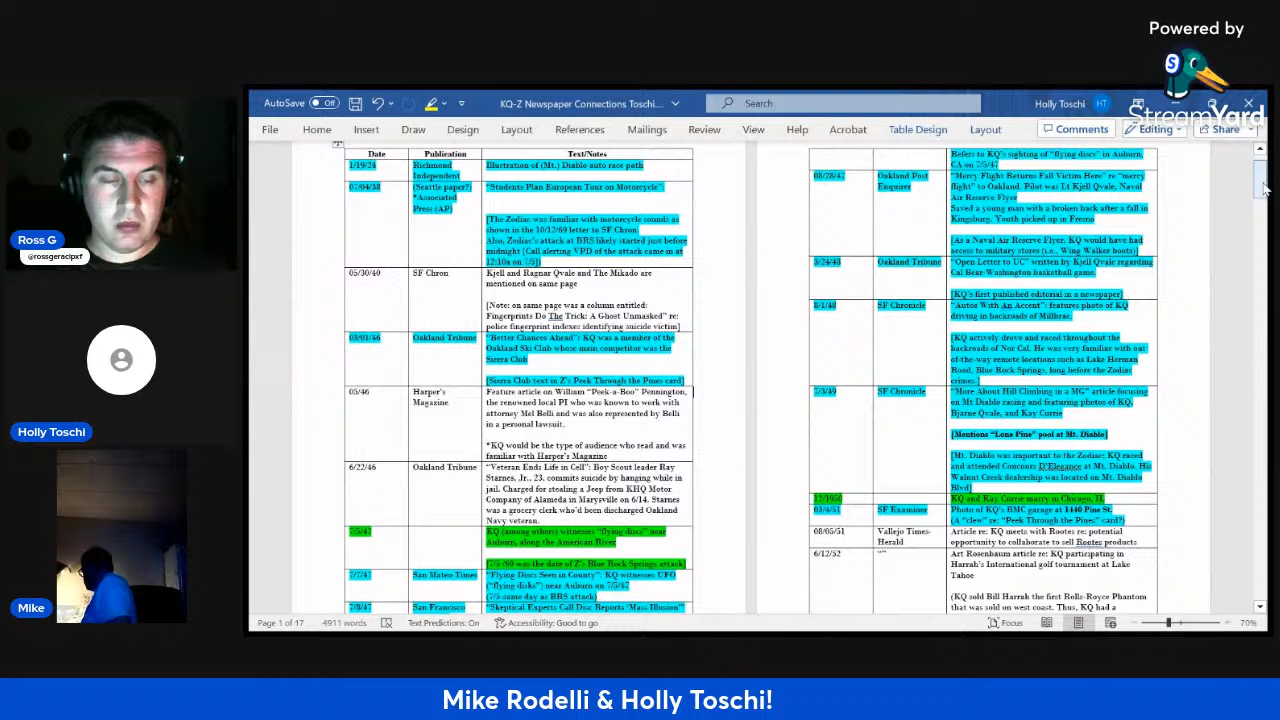 Powered by
StreamYard
S
Ross G
@rossgeraclpxf
Holly Toschi
Mike
AutoSave Off
KQ-Z Newspaper Connections Toschi....
Search
Holly Toschi HT
File Home Insert Draw Design Layout References Mailings Review View Help Acrobat Table Design Layout
Comments Editing Share
Date Publication Text/Notes
1/19/24 Richmond Independent Illustration of (Mt.) Diablo auto race path
07/04/38 (Seattle paper?) *Associated Press (AP)
"Students Plan European Tour on Motorcycle":
[The Zodiac was familiar with motorcycle sounds as
shown in the 10/12/69 letter to SF Chron.
Also, Zodiac's attack at BRS likely started just before
midnight [Call alerting VPD of the attack came in at
12:10a on 7/5])
05/30/40 SF Chron
Kjell and Ragnar Qvale and The Mikado are
mentioned on same page
[Note: on same page was a column entitled:
Fingerprints Do The Trick: A Ghost Unmasked" re:
police fingerprint indexes identifying suicide victim]
03/01/46 Oakland Tribune
"Better Chances Ahead": KQ was a member of the
Oakland Ski Club whose main competitor was the
Sierra Club
[Sierra Club text in Z's Peek Through the Pines card]
05/46 Harper's Magazine
Feature article on William "Peek-a-Boo" Pennington,
the renowned local PI who was known to work with
attorney Mel Belli and was also represented by Belli
in a personal lawsuit.
*KQ would be the type of audience who read and was
familiar with Harper's Magazine
6/22/46 Oakland Tribune
"Veteran Ends Life in Cell": Boy Scout leader Ray
Starnes, Jr., 23, commits suicide by hanging while in
jail. Charged for stealing a Jeep from KHQ Motor
Company of Alameda in Marysville on 6/14. Starnes
was a grocery clerk who'd been discharged Oakland
Navy veteran.
7/5/47
KQ (among others) witnesses "flying discs" near
Auburn, along the American River
[7/5/69 was the date of Z's Blue Rock Springs attack]
7/7/47 San Mateo Times
"Flying Discs Seen in County": KQ witnesses UFO
("flying disks") near Auburn on 7/5/47
(7/5-same day as BRS attack)
7/8/47 San Francisco
"Skeptical Experts Call Disc Reports 'Mass Illusion'"
Refers to KQ's sighting of "flying discs" in Auburn,
CA on 7/5/47
08/28/47 Oakland Post Enquirer
"Mercy Flight Returns Fall Victim Here" re "mercy
flight" to Oakland. Pilot was Lt Kjell Qvale, Naval
Air Reserve Flyer
Saved a young man with a broken back after a fall in
Kingsburg. Youth picked up in Fresno
[As a Naval Air Reserve Flyer, KQ would have had
access to military stores (i.e., Wing Walker boots)]
3/24/48 Oakland Tribune
"Open Letter to UC" written by Kjell Qvale regarding
Cal Bear-Washington basketball game.
[KQ's first published editorial in a newspaper]
8/1/48 SF Chronicle
"Autos With An Accent": features photo of KQ
driving in backroads of Millbrae.
[KQ actively drove and raced throughout the
backroads of Nor Cal. He was very familiar with out-
of-the-way remote locations such as Lake Herman
Road, Blue Rock Springs, long before the Zodiac
crimes.]
7/3/49 SF Chronicle
"More About Hill Climbing in a MG" article focusing
on Mt Diablo racing and featuring photos of KQ,
Bjarne Qvale, and Kay Currie
[Mentions "Lone Pine" pool at Mt. Diablo]
[Mt. Diablo was important to the Zodiac: KQ raced
and attended Concours D'Elegance at Mt. Diablo. His
Walnut Creek dealership was located on Mt. Diablo
Blvd]
12/1950 KQ and Kay Currie marry in Chicago, IL
03/4/51 SF Examiner
Photo of KQ's BMC garage at 1440 Pine St.
(A "clew" re: "Peek Through the Pines" card?)
08/05/51 Vallejo Times-Herald
Article re: KQ meets with Rootes re: potential
opportunity to collaborate to sell Rootes products
6/12/52 ""
Art Rosenbaum article re: KQ participating in
Harrah's International golf tournament at Lake
Tahoe
(KQ sold Bill Harrah the first Rolls-Royce Phantom
that was sold on west coast. Thus, KQ had a
Page 1 of 17 4911 words Text Predictions: On Accessibility: Good to go Focus 70%
Mike Rodelli & Holly Toschi!